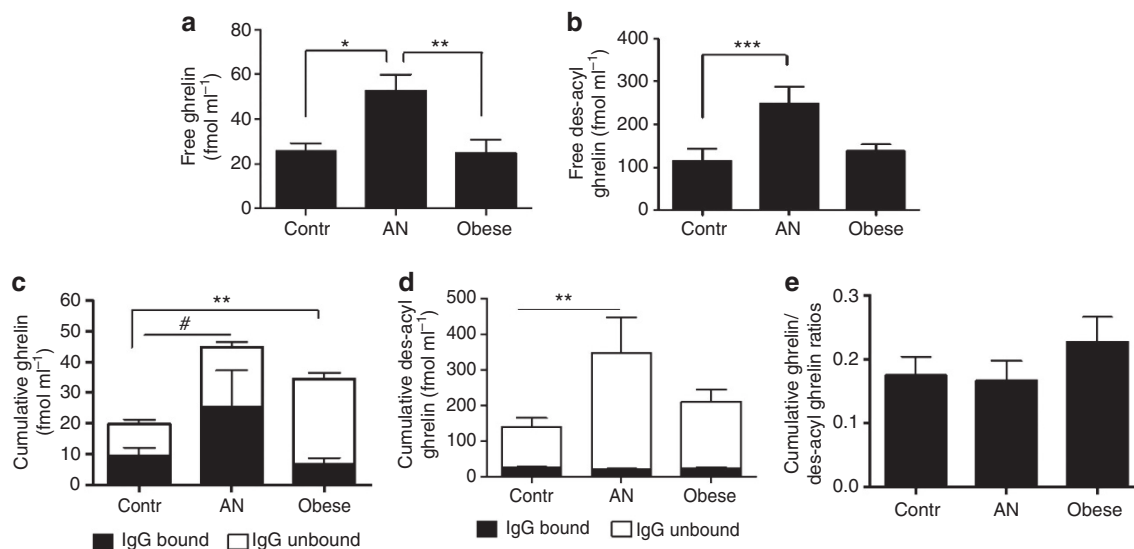 a
Free ghrelin
(fmol ml⁻¹)
80
60
40
20
0
* **
Contr AN Obese
b
Free des-acyl
ghrelin (fmol ml⁻¹)
400
300
200
100
0
***
Contr AN Obese
c
Cumulative ghrelin
(fmol ml⁻¹)
60
50
40
30
20
10
0
**
#
Contr AN Obese
IgG bound IgG unbound
d
Cumulative des-acyl
ghrelin (fmol ml⁻¹)
500
400
300
200
100
0
**
Contr AN Obese
IgG bound IgG unbound
e
Cumulative ghrelin/
des-acyl ghrelin ratios
0.3
0.2
0.1
0.0
Contr AN Obese